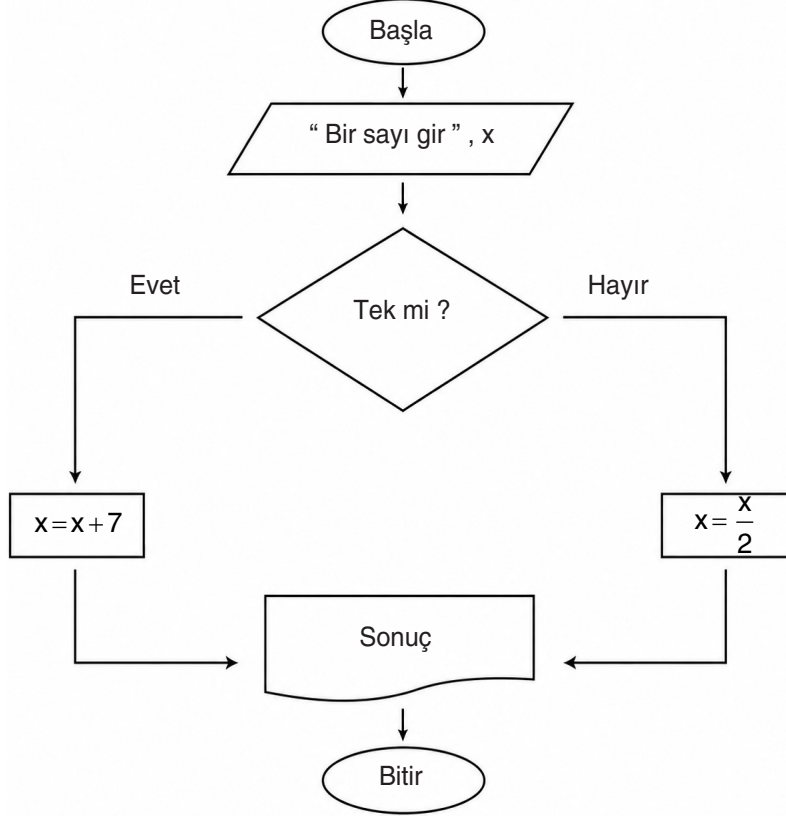 Başla
“ Bir sayı gir ” , x
Evet
Tek mi ?
Hayır
x=x+7
x=x/2
Sonuç
Bitir